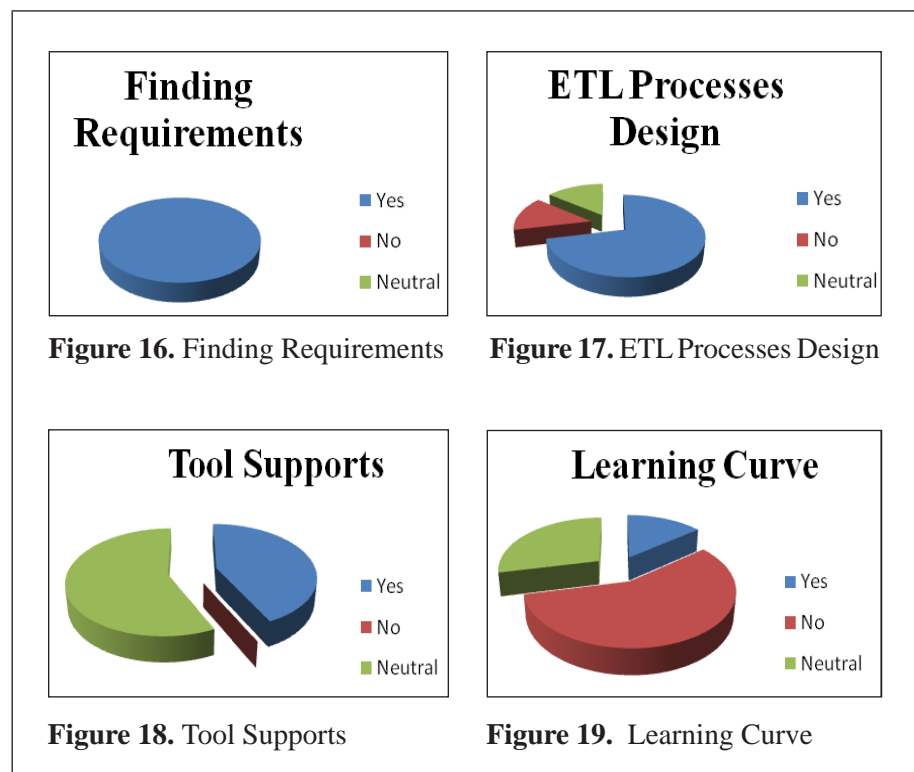 Finding
Requirements
Yes
No
Neutral
Figure 16. Finding Requirements
ETL Processes
Design
Yes
No
Neutral
Figure 17. ETL Processes Design
Tool Supports
Yes
No
Neutral
Figure 18. Tool Supports
Learning Curve
Yes
No
Neutral
Figure 19. Learning Curve